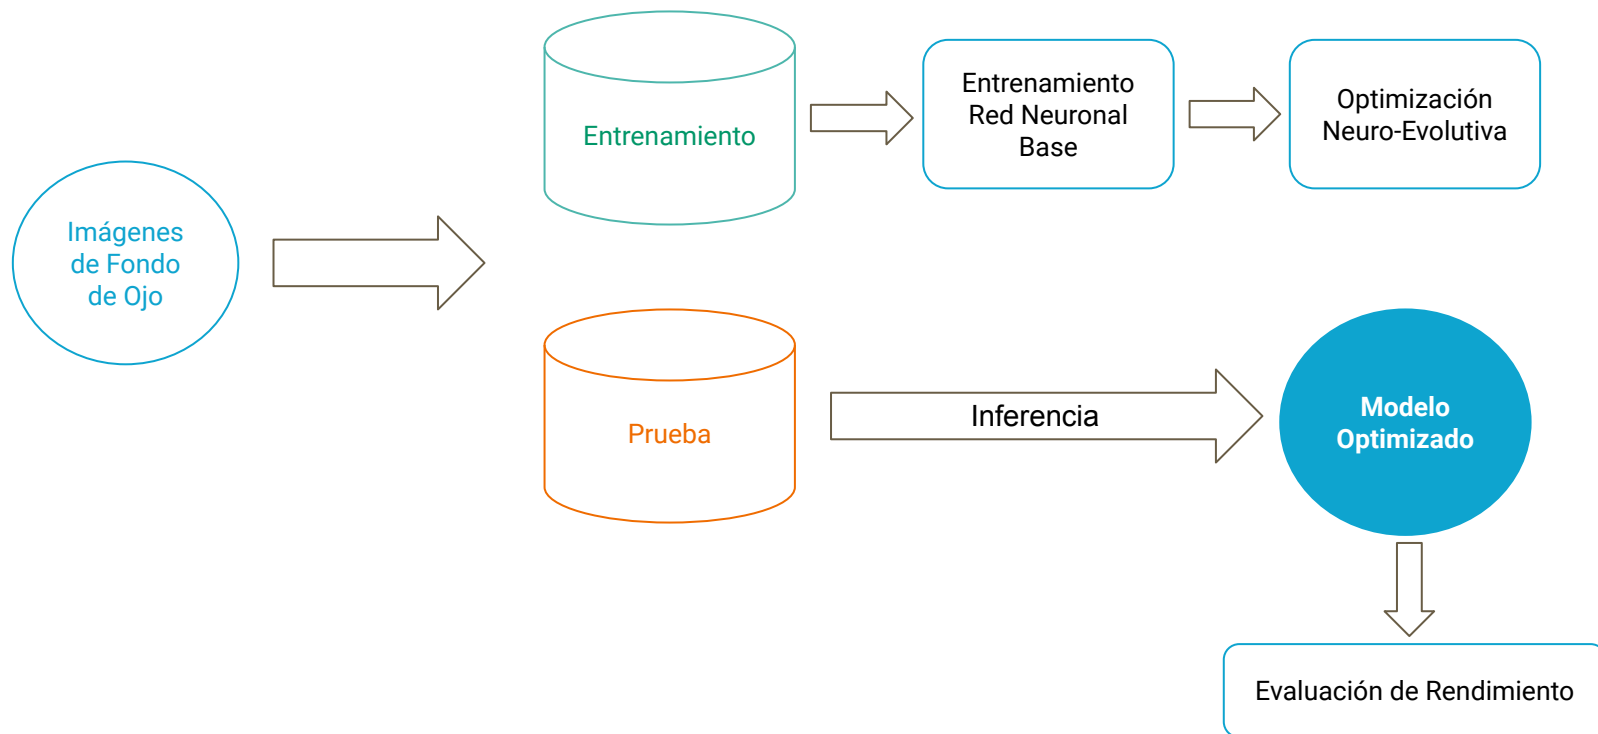 Imágenes
de Fondo
de Ojo
Entrenamiento
Entrenamiento
Red Neuronal
Base
Optimización
Neuro-Evolutiva
Prueba
Inferencia
Modelo
Optimizado
Evaluación de Rendimiento